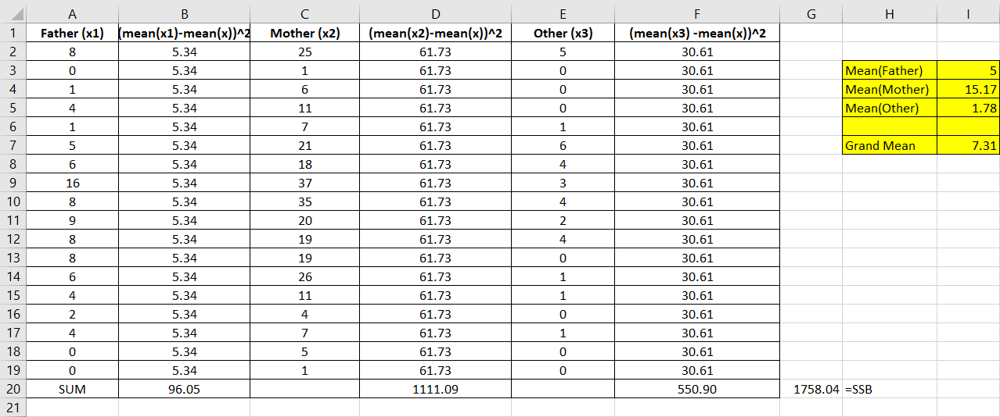 A B C D E F G H I
1 Father (x1) (mean(x1)-mean(x))^2 Mother (x2) (mean(x2)-mean(x))^2 Other (x3) (mean(x3) -mean(x))^2
2 8 5.34 25 61.73 5 30.61
3 0 5.34 1 61.73 0 30.61 Mean(Father) 5
4 1 5.34 6 61.73 0 30.61 Mean(Mother) 15.17
5 4 5.34 11 61.73 0 30.61 Mean(Other) 1.78
6 1 5.34 7 61.73 1 30.61
7 5 5.34 21 61.73 6 30.61 Grand Mean 7.31
8 6 5.34 18 61.73 4 30.61
9 16 5.34 37 61.73 3 30.61
10 8 5.34 35 61.73 4 30.61
11 9 5.34 20 61.73 2 30.61
12 8 5.34 19 61.73 4 30.61
13 8 5.34 19 61.73 0 30.61
14 6 5.34 26 61.73 1 30.61
15 4 5.34 11 61.73 1 30.61
16 2 5.34 4 61.73 0 30.61
17 4 5.34 7 61.73 1 30.61
18 0 5.34 5 61.73 0 30.61
19 0 5.34 1 61.73 0 30.61
20 SUM 96.05 1111.09 550.90 1758.04 =SSB
21